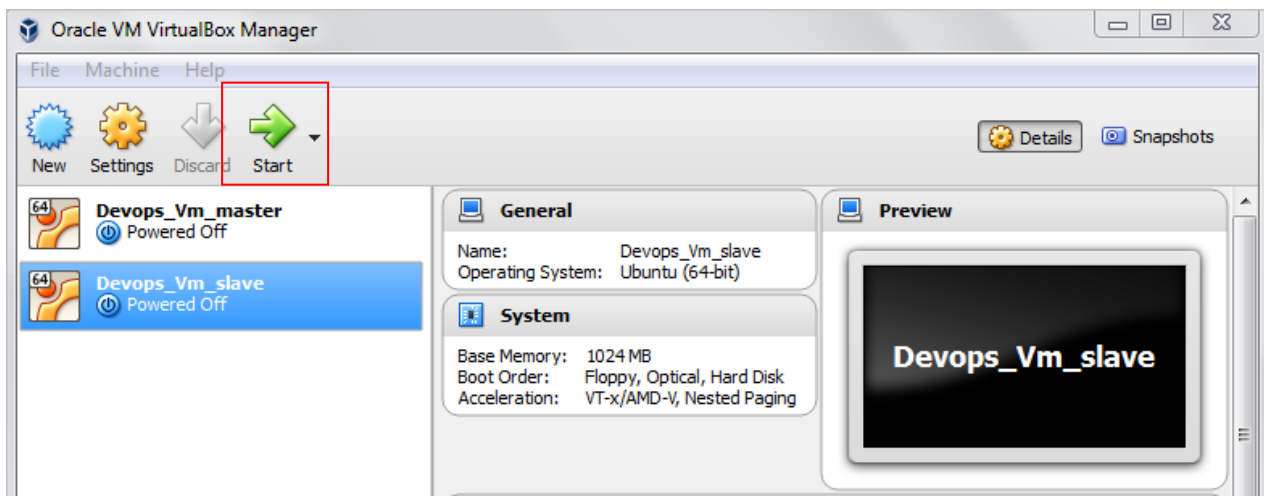 Oracle VM VirtualBox Manager
File Machine Help
New Settings Discard Start
Details Snapshots
64
Devops_Vm_master
Powered Off
64
Devops_Vm_slave
Powered Off
General
Name: Devops_Vm_slave
Operating System: Ubuntu (64-bit)
System
Base Memory: 1024 MB
Boot Order: Floppy, Optical, Hard Disk
Acceleration: VT-x/AMD-V, Nested Paging
Preview
Devops_Vm_slave